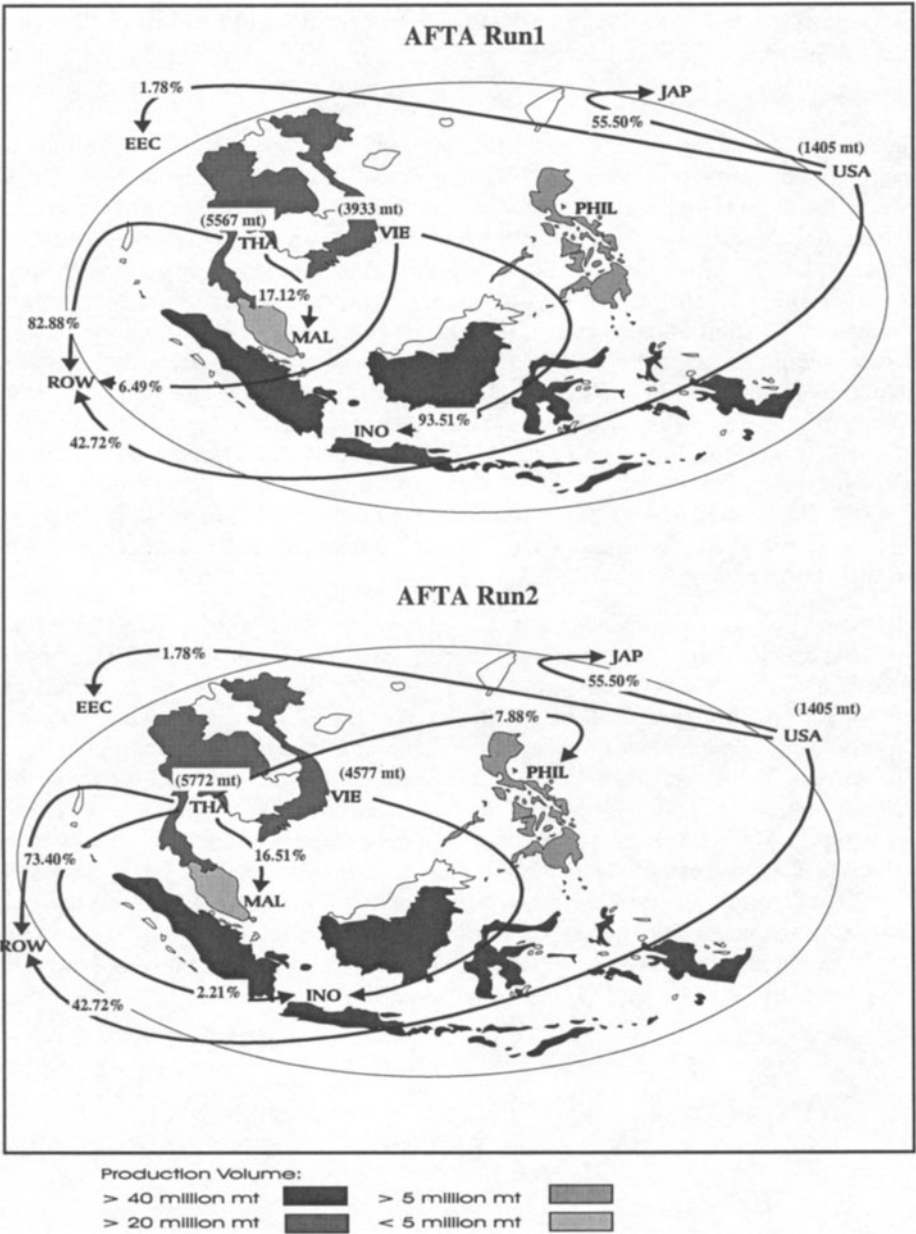 AFTA Run1
1.78%
JAP
55.50%
EEC
(1405 mt)
USA
(5567 mt)
(3933 mt)
PHIL
THA
VIE
17.12%
82.88%
MAL
ROW
6.49%
93.51%
INO
42.72%
AFTA Run2
1.78%
JAP
55.50%
EEC
7.88%
(1405 mt)
USA
(5772 mt)
(4577 mt)
PHIL
THA
VIE
73.40%
16.51%
MAL
ROW
2.21%
INO
42.72%
Production Volume:
> 40 million mt > 5 million mt
> 20 million mt < 5 million mt